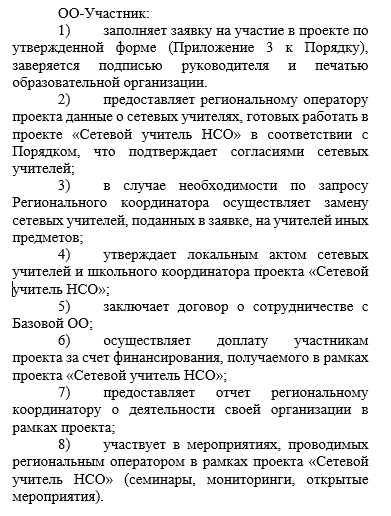 ОО-Участник:
1) заполняет заявку на участие в проекте по
утвержденной форме (Приложение 3 к Порядку),
заверяется подписью руководителя и печатью
образовательной организации.
2) предоставляет региональному оператору
проекта данные о сетевых учителях, готовых работать в
проекте «Сетевой учитель НСО» в соответствии с
Порядком, что подтверждает согласиями сетевых
учителей;
3) в случае необходимости по запросу
Регионального координатора осуществляет замену
сетевых учителей, поданных в заявке, на учителей иных
предметов;
4) утверждает локальным актом сетевых
учителей и школьного координатора проекта «Сетевой
учитель НСО»;
5) заключает договор о сотрудничестве с
Базовой ОО;
6) осуществляет доплату участникам
проекта за счет финансирования, получаемого в рамках
проекта «Сетевой учитель НСО»;
7) предоставляет отчет региональному
координатору о деятельности своей организации в
рамках проекта;
8) участвует в мероприятиях, проводимых
региональным оператором в рамках проекта «Сетевой
учитель НСО» (семинары, мониторинги, открытые
мероприятия).